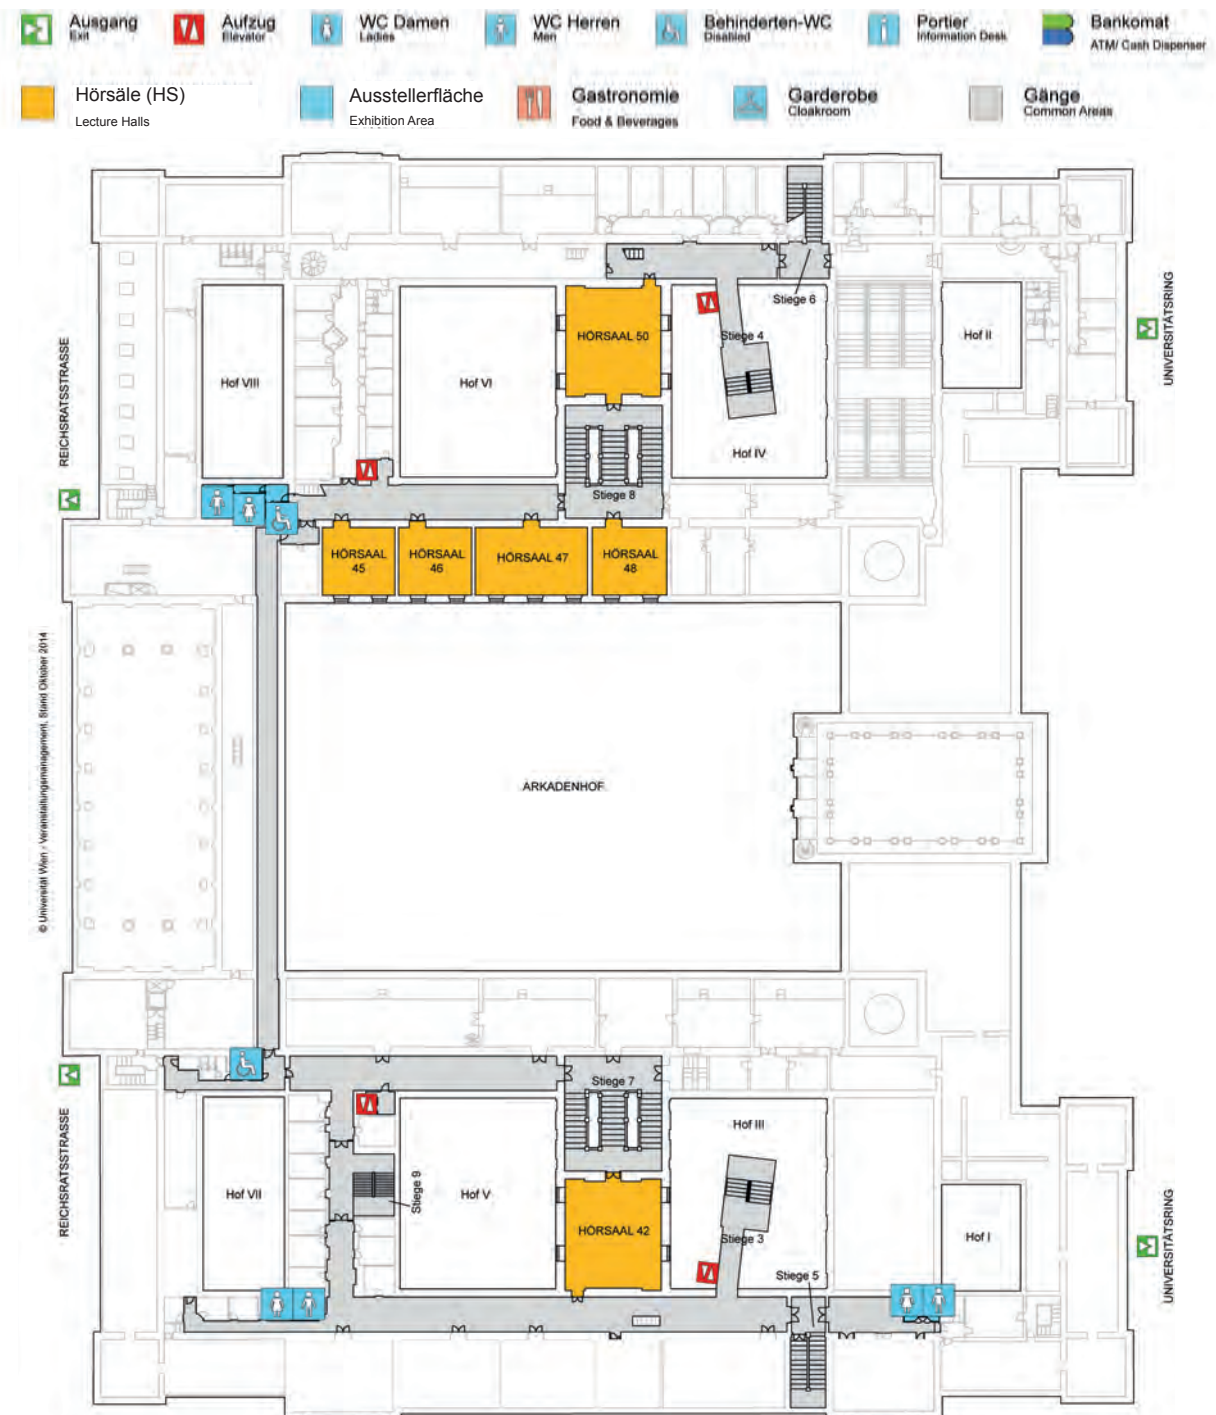 Ausgang
Exit
Aufzug
Elevator
WC Damen
Ladies
WC Herren
Men
Behinderten-WC
Disabled
Portier
Information Desk
Bankomat
ATM/ Cash Dispenser
Hörsäle (HS)
Lecture Halls
Ausstellerfläche
Exhibition Area
Gastronomie
Food & Beverages
Garderobe
Cloakroom
Gänge
Common Areas
Stiege 6
REICHSRATSSTRASSE
UNIVERSITÄTSRING
HÖRSAAL 50
Stiege 4
Hof II
Hof VIII
Hof VI
Hof IV
Stiege 8
HÖRSAAL
45
HÖRSAAL
46
HÖRSAAL 47
HÖRSAAL
48
© Universität Wien / Veranstaltungsmanagement, Stand Oktober 2014
ARKADENHOF
Stiege 7
REICHSRATSSTRASSE
Hof III
Hof VII
Stiege 9
Hof V
HÖRSAAL 42
Stiege 3
Hof I
UNIVERSITÄTSRING
Stiege 5